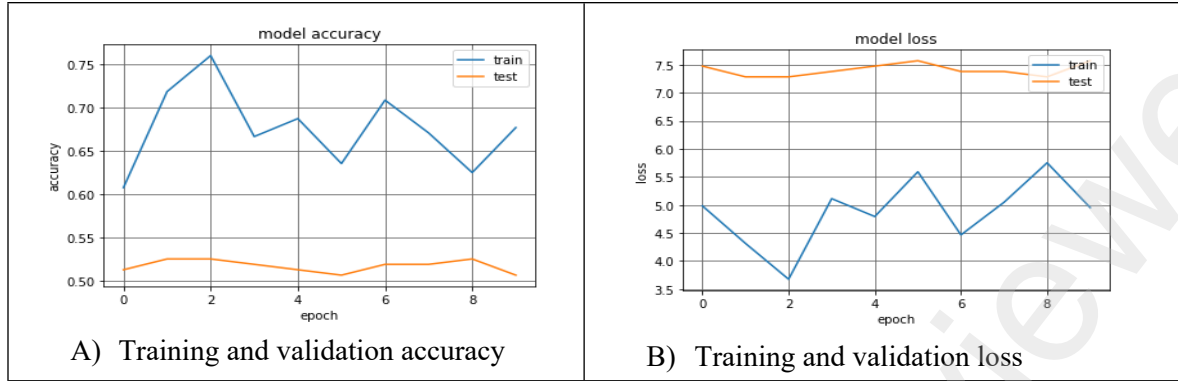 model accuracy
train
test
0.75
0.70
0.65
0.60
0.55
0.50
accuracy
0 2 4 6 8
epoch
A) Training and validation accuracy
model loss
train
test
7.5
7.0
6.5
6.0
5.5
5.0
4.5
4.0
3.5
loss
0 2 4 6 8
epoch
B) Training and validation loss